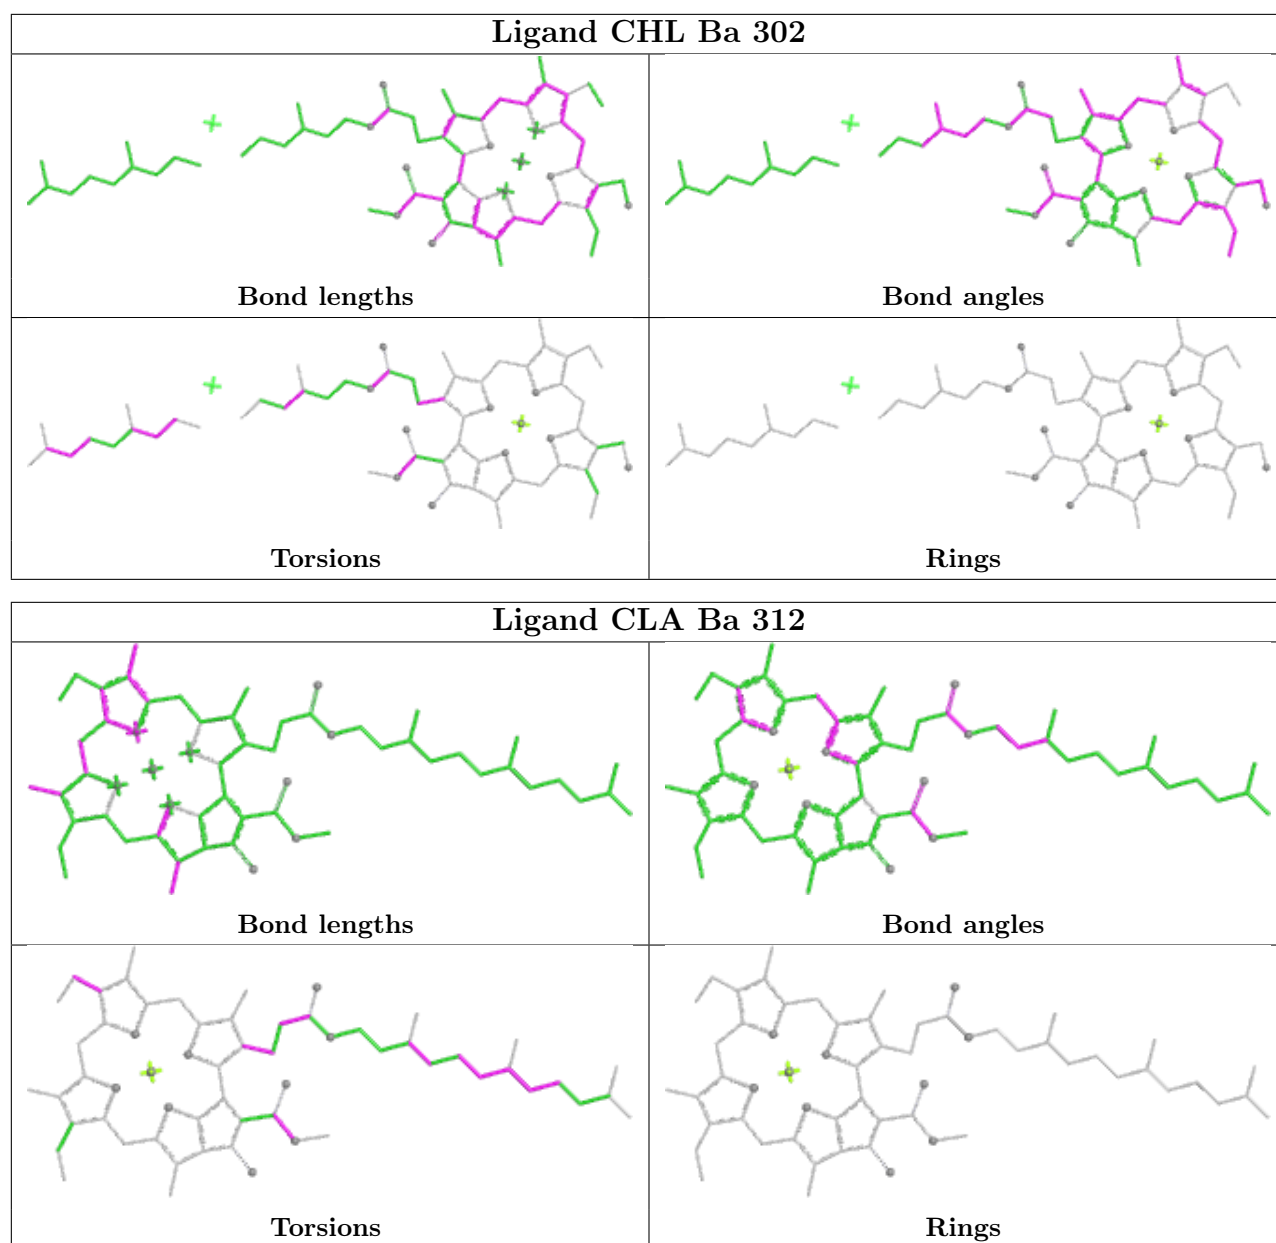 Ligand CHL Ba 302
Bond lengths
Bond angles
Torsions
Rings
Ligand CLA Ba 312
Bond lengths
Bond angles
Torsions
Rings